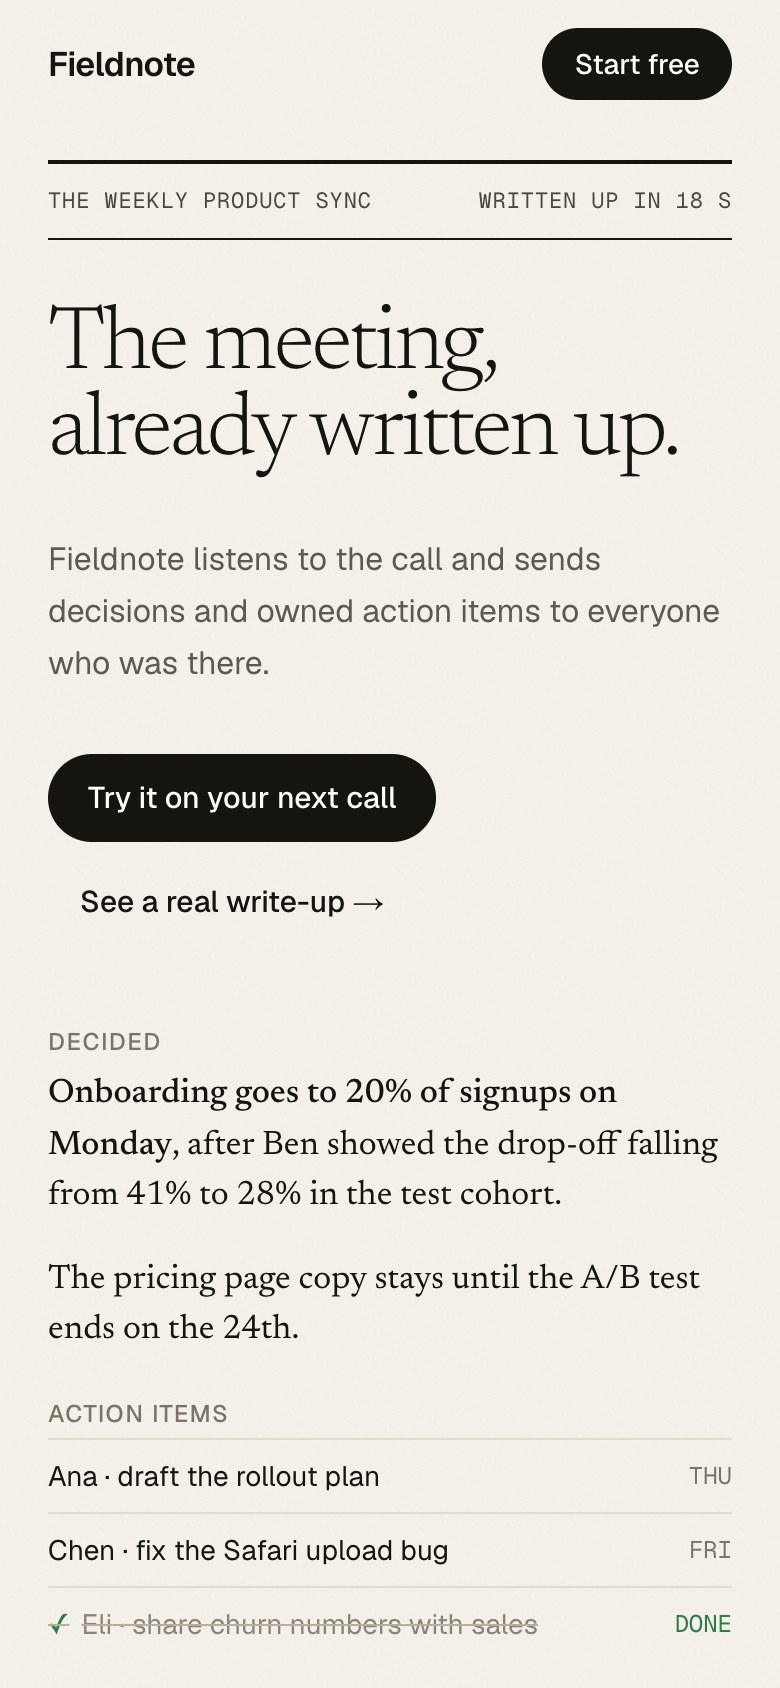 Fieldnote
Start free
THE WEEKLY PRODUCT SYNC
WRITTEN UP IN 18 S
The meeting,
already written up.
Fieldnote listens to the call and sends
decisions and owned action items to everyone
who was there.
Try it on your next call
See a real write-up →
DECIDED
Onboarding goes to 20% of signups on
Monday, after Ben showed the drop-off falling
from 41% to 28% in the test cohort.
The pricing page copy stays until the A/B test
ends on the 24th.
ACTION ITEMS
Ana · draft the rollout plan THU
Chen · fix the Safari upload bug FRI
✓ Eli · share churn numbers with sales DONE